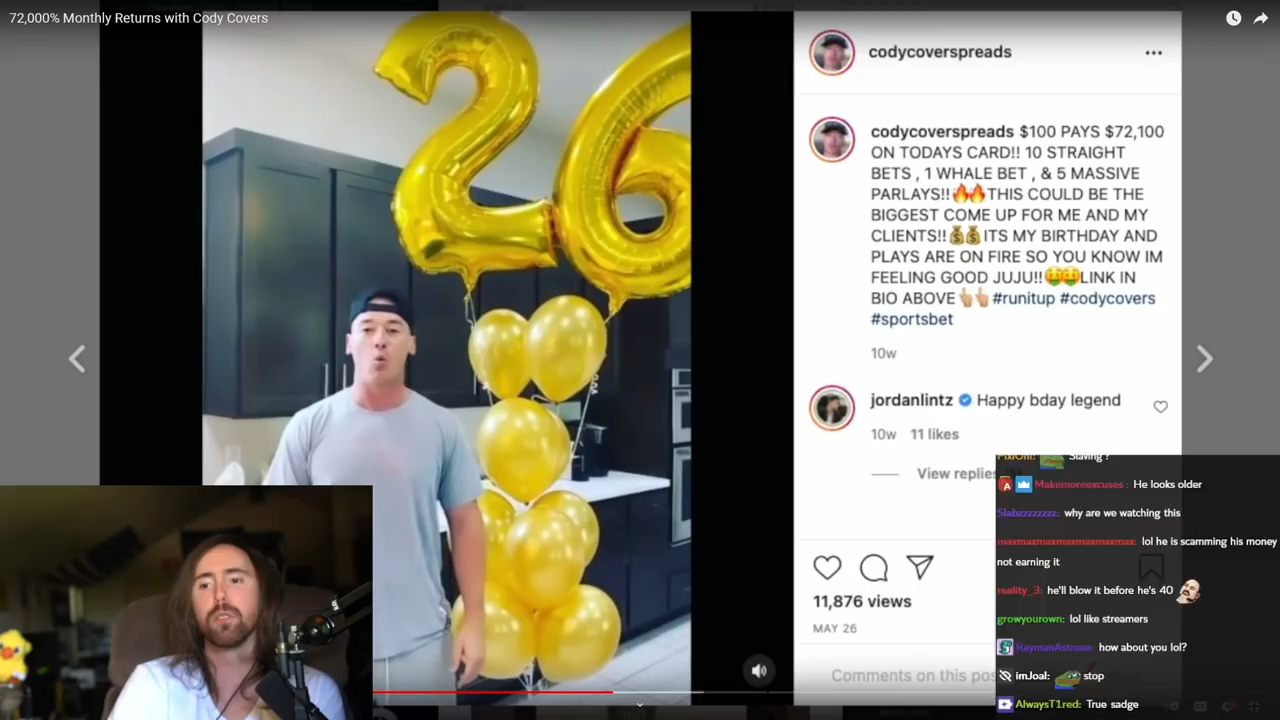 72,000% Monthly Returns with Cody Covers
26
codycoverspreads
codycoverspreads $100 PAYS $72,100
ON TODAYS CARD!! 10 STRAIGHT
BETS , 1 WHALE BET , & 5 MASSIVE
PARLAYS!!🔥🔥THIS COULD BE THE
BIGGEST COME UP FOR ME AND MY
CLIENTS!!💰💰ITS MY BIRTHDAY AND
PLAYS ARE ON FIRE SO YOU KNOW IM
FEELING GOOD JUJU!!🤑🤑LINK IN
BIO ABOVE👆🏻👆🏻#runitup #codycovers
#sportsbet
10w
jordanlintz Happy bday legend
10w 11 likes
View replies
11,876 views
MAY 26
Comments on this pos
Slaving ?
Makemoreexcuses : He looks older
Slabzzzzzzzz: why are we watching this
maxmaxmaxmaxmaxmaxmax: lol he is scamming his money
not earning it
reality_3: he'll blow it before he's 40
growyourown: lol like streamers
KaymanAstraua: how about you lol?
imJoal: stop
AlwaysT1red: True sadge